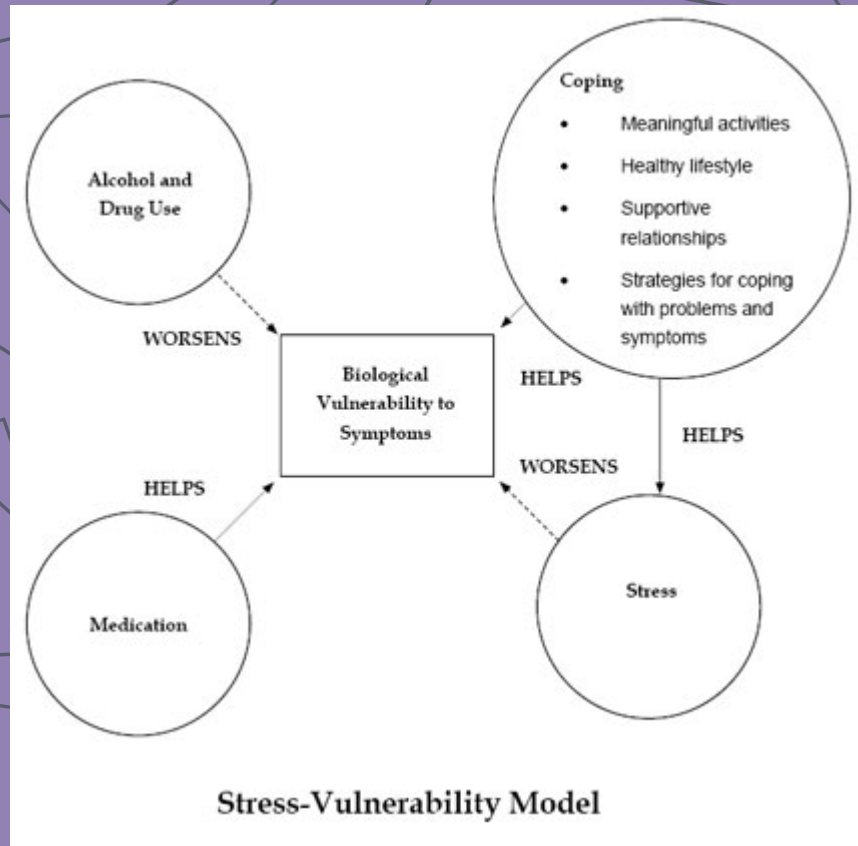 Coping
• Meaningful activities
• Healthy lifestyle
• Supportive
relationships
• Strategies for coping
with problems and
symptoms
Alcohol and
Drug Use
WORSENS
Biological
Vulnerability to
Symptoms
HELPS
HELPS
WORSENS
HELPS
Medication
Stress
Stress-Vulnerability Model